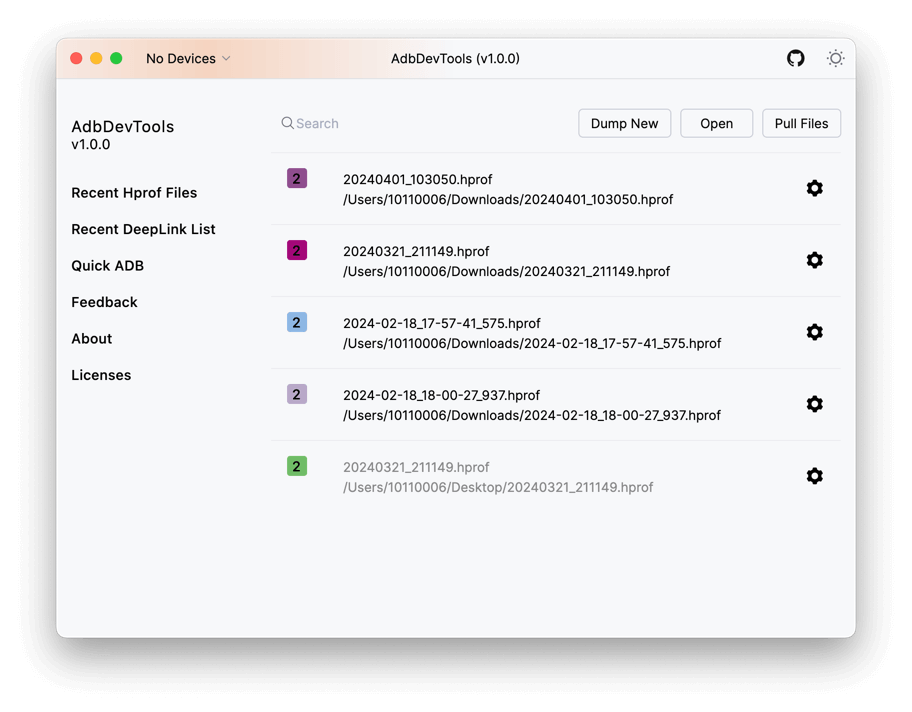 No Devices
AdbDevTools (v1.0.0)
AdbDevTools
v1.0.0
Recent Hprof Files
Recent DeepLink List
Quick ADB
Feedback
About
Licenses
Search
Dump New
Open
Pull Files
2
20240401_103050.hprof
/Users/10110006/Downloads/20240401_103050.hprof
2
20240321_211149.hprof
/Users/10110006/Downloads/20240321_211149.hprof
2
2024-02-18_17-57-41_575.hprof
/Users/10110006/Downloads/2024-02-18_17-57-41_575.hprof
2
2024-02-18_18-00-27_937.hprof
/Users/10110006/Downloads/2024-02-18_18-00-27_937.hprof
2
20240321_211149.hprof
/Users/10110006/Desktop/20240321_211149.hprof